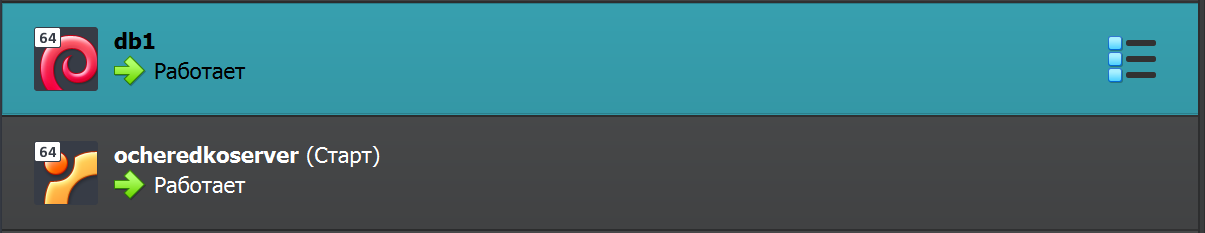 64
db1
Работает
64
ocheredkoserver (Старт)
Работает